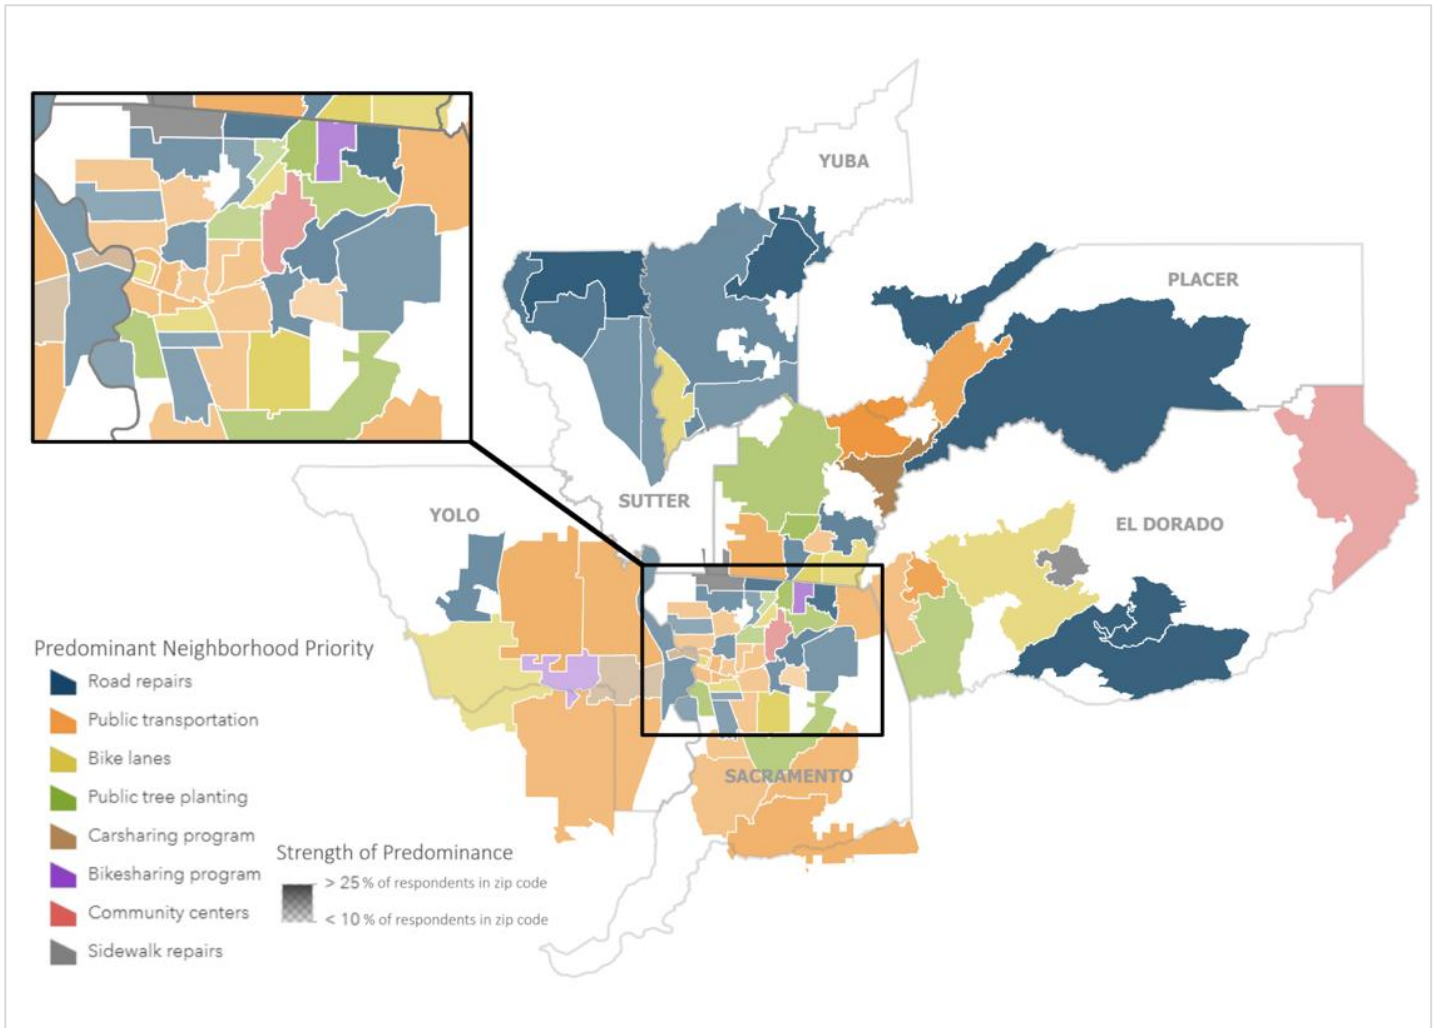 YUBA
PLACER
SUTTER
YOLO
EL DORADO
SACRAMENTO
Predominant Neighborhood Priority
Road repairs
Public transportation
Bike lanes
Public tree planting
Carsharing program
Bikesharing program
Community centers
Sidewalk repairs
Strength of Predominance
> 25 % of respondents in zip code
< 10 % of respondents in zip code